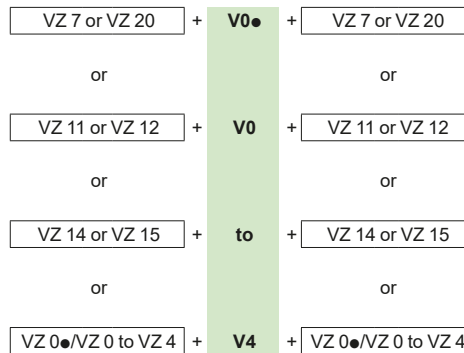 VZ 7 or VZ 20 + V0● + VZ 7 or VZ 20
or or
VZ 11 or VZ 12 + V0 + VZ 11 or VZ 12
or or
VZ 14 or VZ 15 + to + VZ 14 or VZ 15
or or
VZ 0●/VZ 0 to VZ 4 + V4 + VZ 0●/VZ 0 to VZ 4